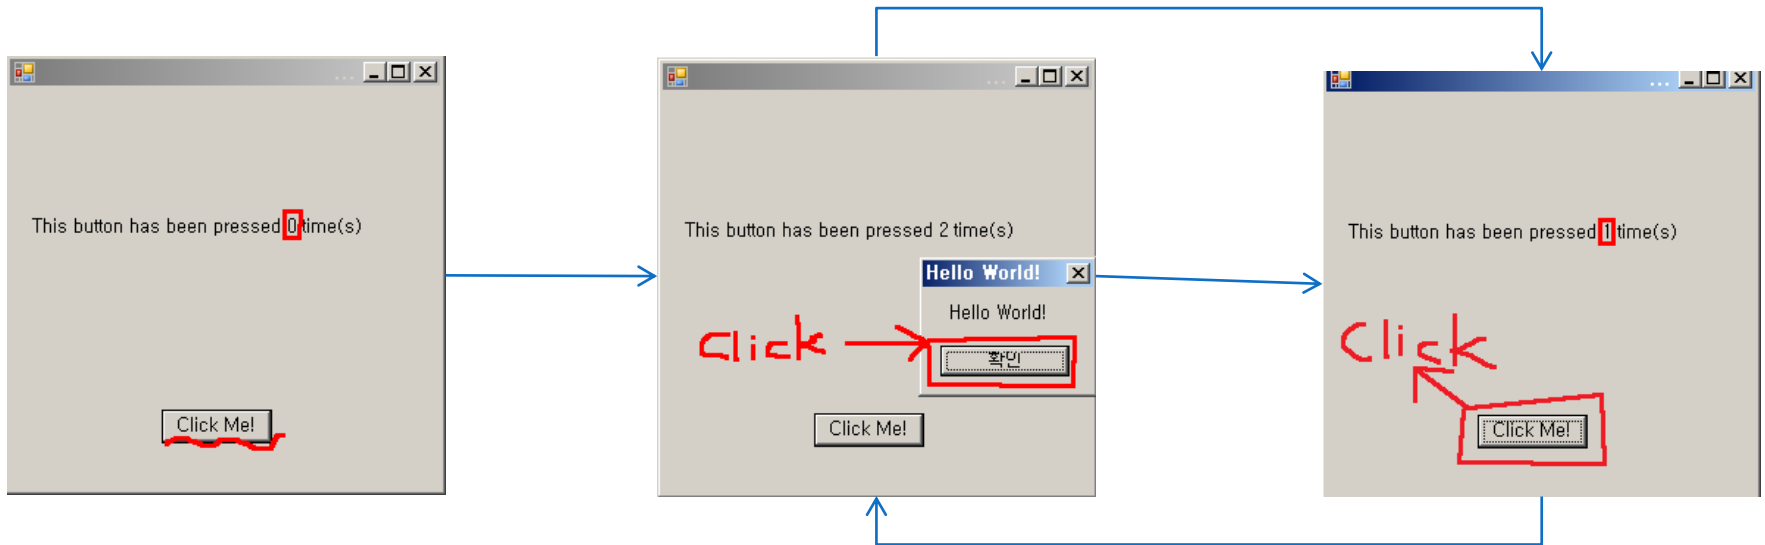 This button has been pressed 0 time(s)
Click Me!
This button has been pressed 2 time(s)
Hello World!
Hello World!
Click
확인
Click Me!
This button has been pressed 1 time(s)
Click
Click Me!